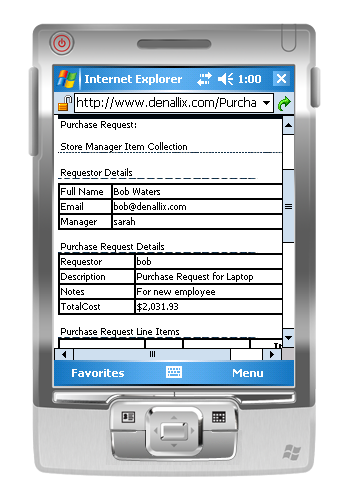 Internet Explorer 1:00
http://www.denallix.com/Purcha
Purchase Request:
Store Manager Item Collection
Requestor Details
Full Name Bob Waters
Email bob@denallix.com
Manager sarah
Purchase Request Details
Requestor bob
Description Purchase Request for Laptop
Notes For new employee
TotalCost $2,031.93
Purchase Request Line Items
Favorites Menu